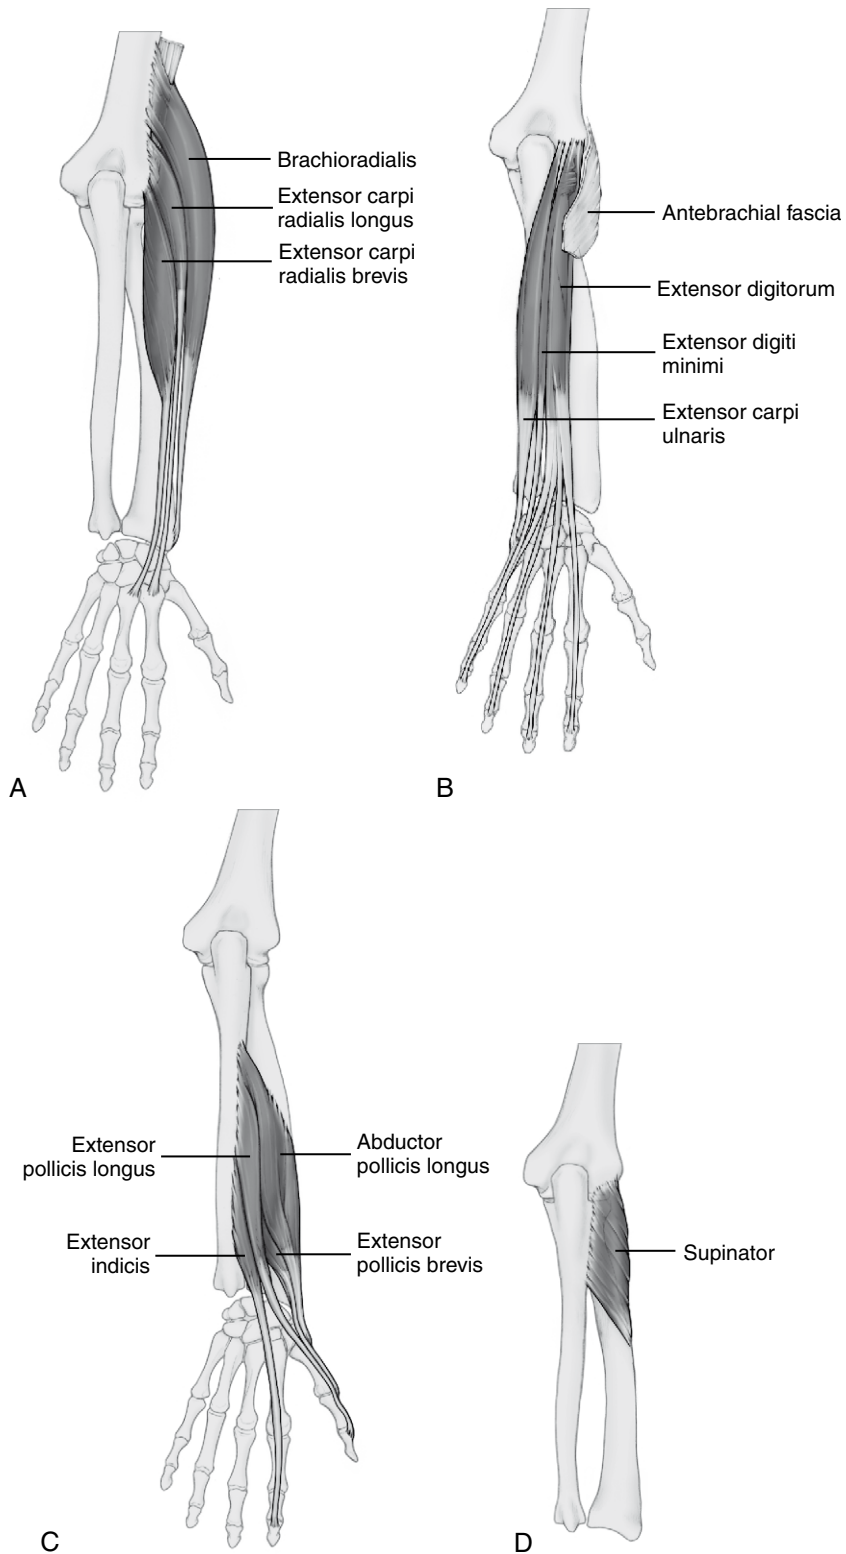 Brachioradialis
Extensor carpi
radialis longus
Extensor carpi
radialis brevis
A
Antebrachial fascia
Extensor digitorum
Extensor digiti
minimi
Extensor carpi
ulnaris
B
Extensor
pollicis longus
Extensor
indicis
Abductor
pollicis longus
Extensor
pollicis brevis
C
Supinator
D